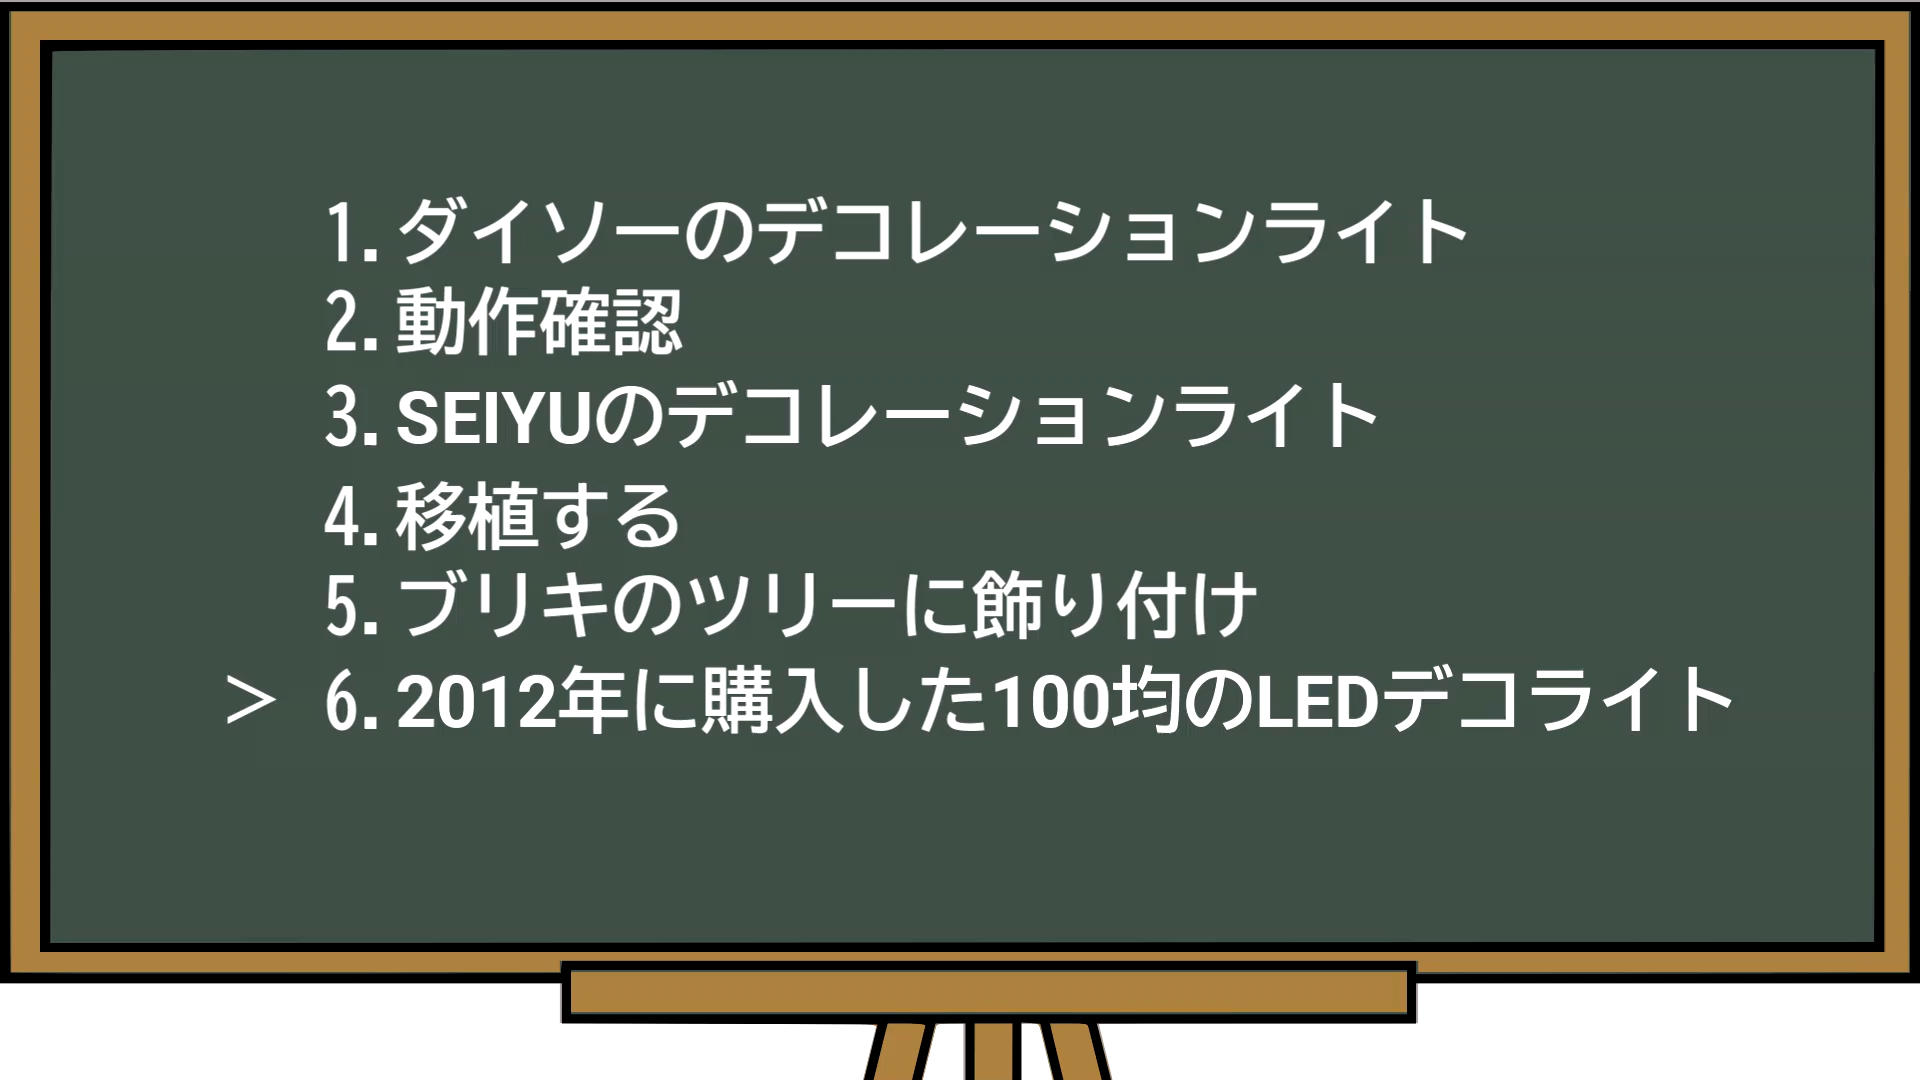 1.ダイソーのデコレーションライト
2.動作確認
3.SEIYUのデコレーションライト
4.移植する
5.ブリキのツリーに飾り付け
> 6.2012年に購入した100均のLEDデコライト